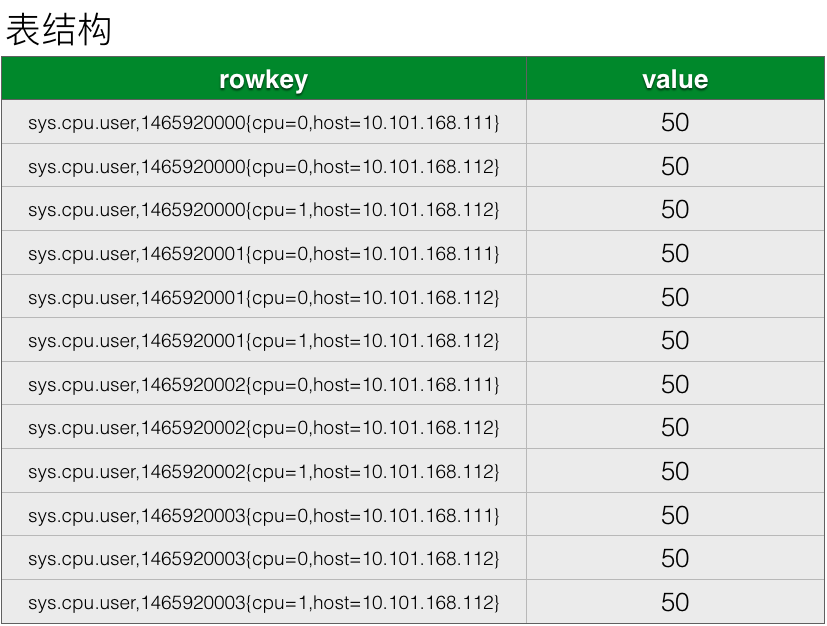 表结构
rowkey value
sys.cpu.user,1465920000{cpu=0,host=10.101.168.111} 50
sys.cpu.user,1465920000{cpu=0,host=10.101.168.112} 50
sys.cpu.user,1465920000{cpu=1,host=10.101.168.112} 50
sys.cpu.user,1465920001{cpu=0,host=10.101.168.111} 50
sys.cpu.user,1465920001{cpu=0,host=10.101.168.112} 50
sys.cpu.user,1465920001{cpu=1,host=10.101.168.112} 50
sys.cpu.user,1465920002{cpu=0,host=10.101.168.111} 50
sys.cpu.user,1465920002{cpu=0,host=10.101.168.112} 50
sys.cpu.user,1465920002{cpu=1,host=10.101.168.112} 50
sys.cpu.user,1465920003{cpu=0,host=10.101.168.111} 50
sys.cpu.user,1465920003{cpu=0,host=10.101.168.112} 50
sys.cpu.user,1465920003{cpu=1,host=10.101.168.112} 50